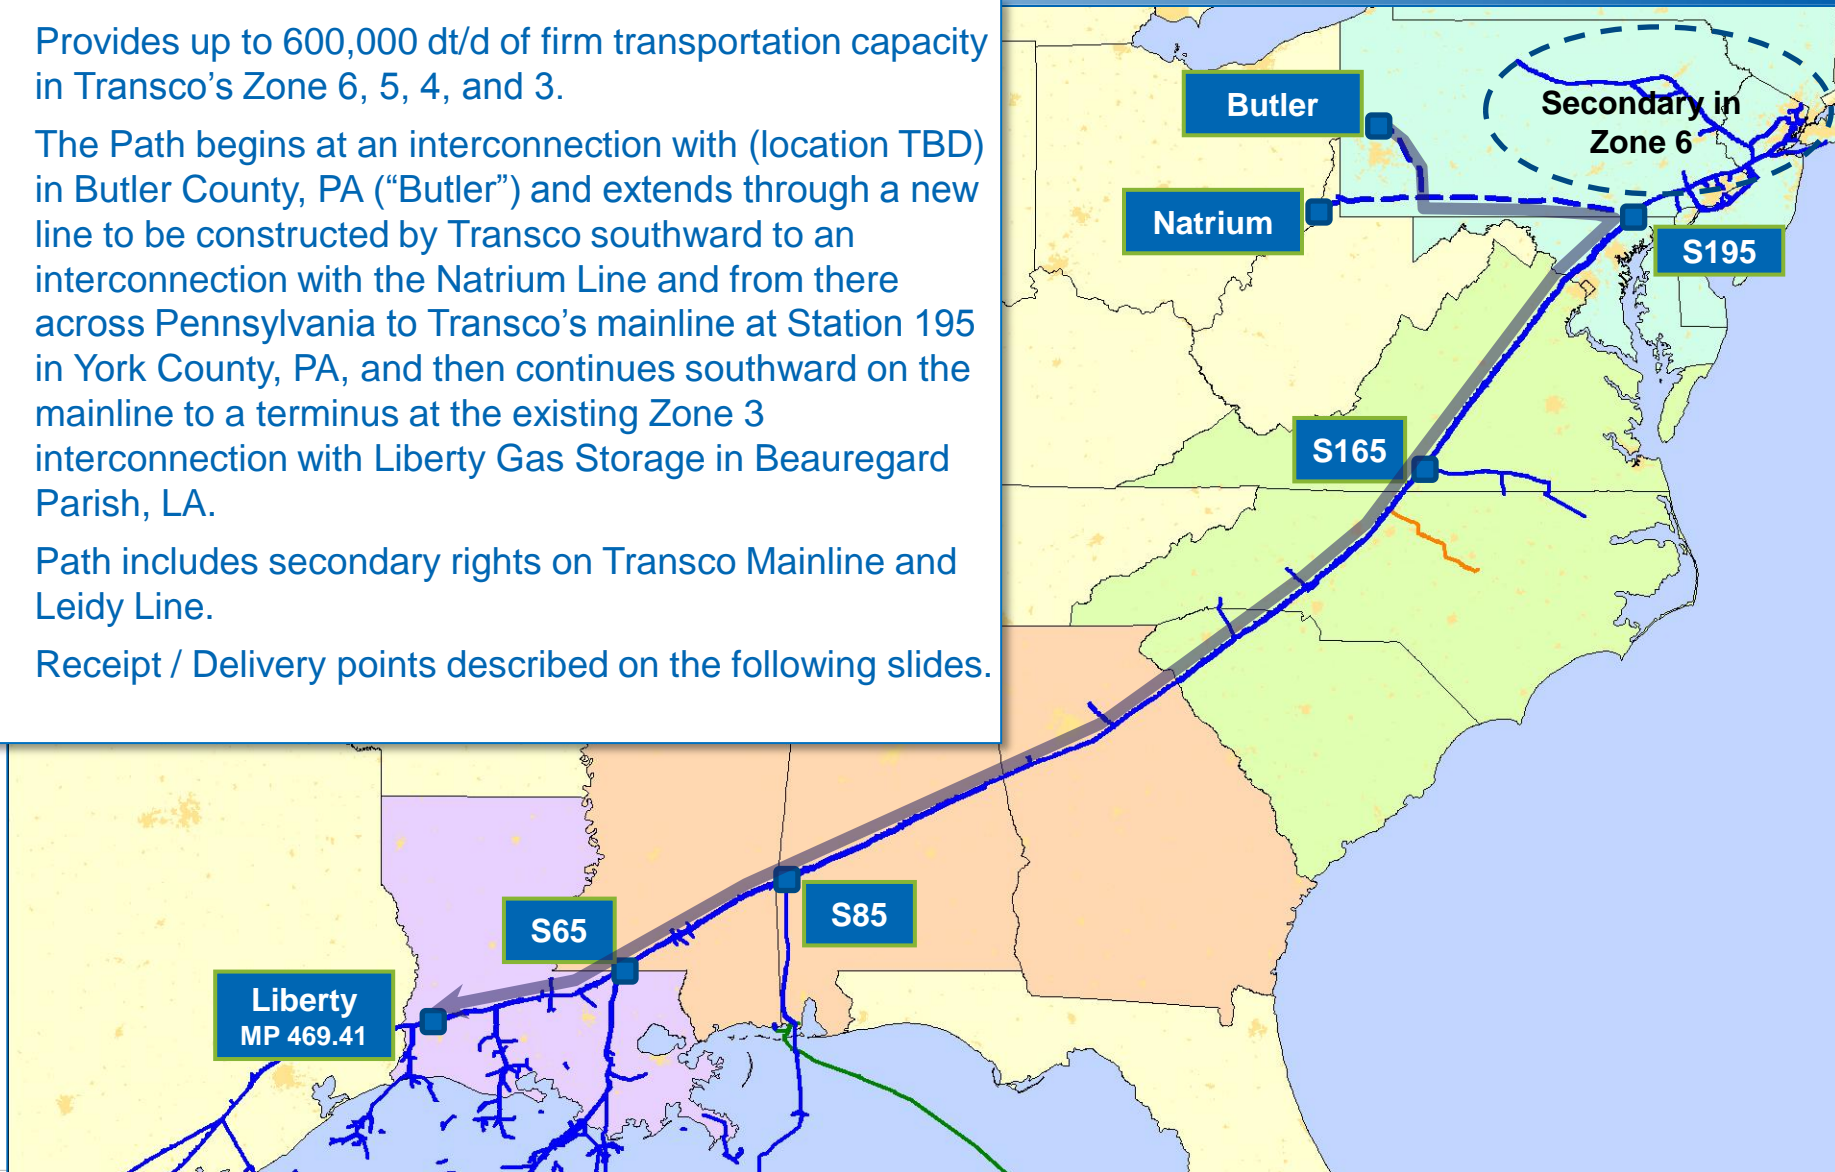 Provides up to 600,000 dt/d of firm transportation capacity
in Transco’s Zone 6, 5, 4, and 3.
The Path begins at an interconnection with (location TBD)
in Butler County, PA (“Butler”) and extends through a new
line to be constructed by Transco southward to an
interconnection with the Natrium Line and from there
across Pennsylvania to Transco’s mainline at Station 195
in York County, PA, and then continues southward on the
mainline to a terminus at the existing Zone 3
interconnection with Liberty Gas Storage in Beauregard
Parish, LA.
Path includes secondary rights on Transco Mainline and
Leidy Line.
Receipt / Delivery points described on the following slides.
Butler
Secondary in
Zone 6
Natrium
S195
S165
S85
S65
Liberty
MP 469.41